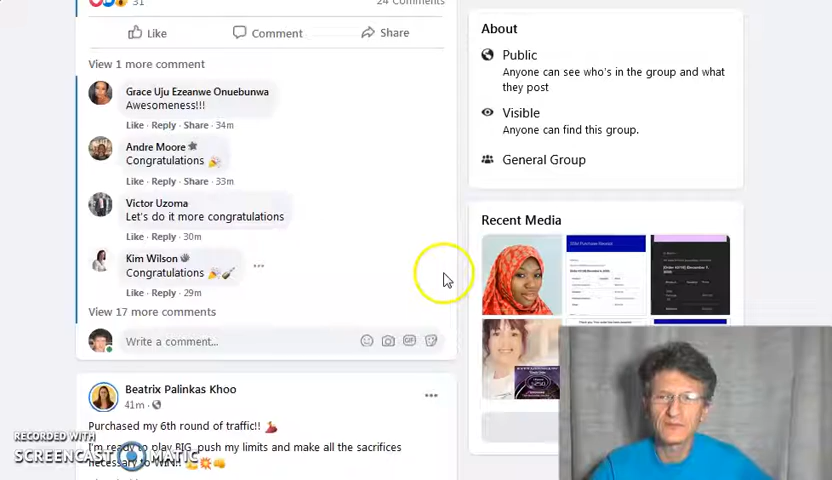 31
24 Comments
Like
Comment
Share
View 1 more comment
Grace Uju Ezeanwe Onuebunwa
Awesomeness!!!
Like · Reply · Share · 34m
Andre Moore
Congratulations 🎉
Like · Reply · Share · 33m
Victor Uzoma
Let's do it more congratulations
Like · Reply · 30m
Kim Wilson
Congratulations 🎉
Like · Reply · 29m
View 17 more comments
Write a comment...
GIF
Beatrix Palinkas Khoo
41m
Purchased my 6th round of traffic!!
I'm ready to play BIG, push my limits and make all the sacrifices
necessary to WIN!!
RECORDED WITH
SCREENCAST MATIC
About
Public
Anyone can see who's in the group and what
they post
Visible
Anyone can find this group.
General Group
Recent Media